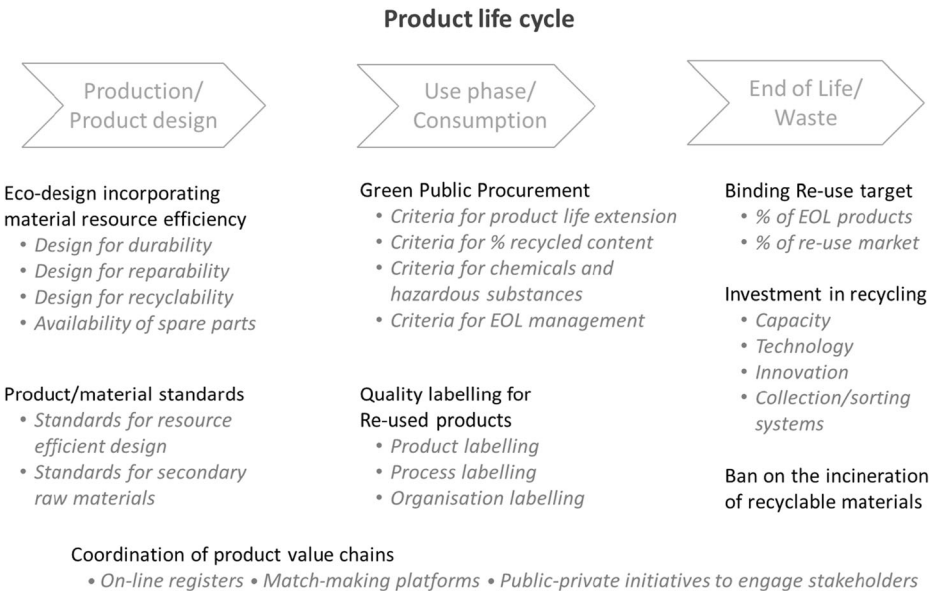 Product life cycle
Production/
Product design
Use phase/
Consumption
End of Life/
Waste
Eco-design incorporating
material resource efficiency
• Design for durability
• Design for reparability
• Design for recyclability
• Availability of spare parts
Product/material standards
• Standards for resource
efficient design
• Standards for secondary
raw materials
Green Public Procurement
• Criteria for product life extension
• Criteria for % recycled content
• Criteria for chemicals and
hazardous substances
• Criteria for EOL management
Quality labelling for
Re-used products
• Product labelling
• Process labelling
• Organisation labelling
Binding Re-use target
• % of EOL products
• % of re-use market
Investment in recycling
• Capacity
• Technology
• Innovation
• Collection/sorting
systems
Ban on the incineration
of recyclable materials
Coordination of product value chains
• On-line registers • Match-making platforms • Public-private initiatives to engage stakeholders